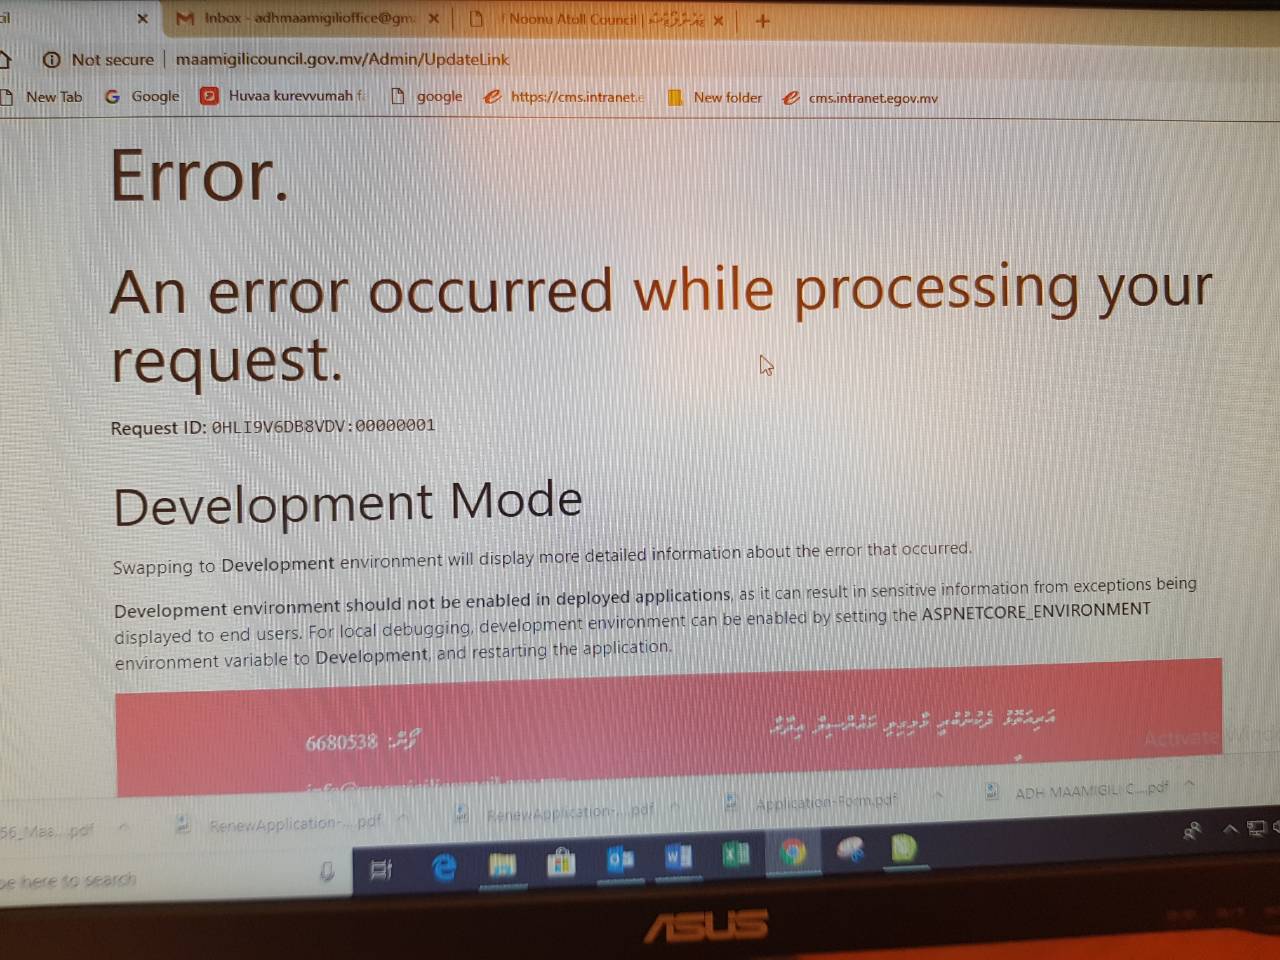 Inbox - adhmaamigilioffice@gm
Noonu Atoll Council |
Not secure | maamigilicouncil.gov.mv/Admin/UpdateLink
New Tab Google Huvaa kurevvumah f google https://cms.intranet.e New folder cms.intranet.egov.mv
Error.
An error occurred while processing your
request.
Request ID: 0HLI9V6DB8VDV:00000001
Development Mode
Swapping to Development environment will display more detailed information about the error that occurred.
Development environment should not be enabled in deployed applications, as it can result in sensitive information from exceptions being
displayed to end users. For local debugging, development environment can be enabled by setting the ASPNETCORE_ENVIRONMENT
environment variable to Development, and restarting the application.
ފޯން: 6680538
Activate
56_Maa....pdf RenewApplication-....pdf RenewApplication-....pdf Application-Form.pdf ADH MAAMIGILI C....pdf
pe here to search
ASUS